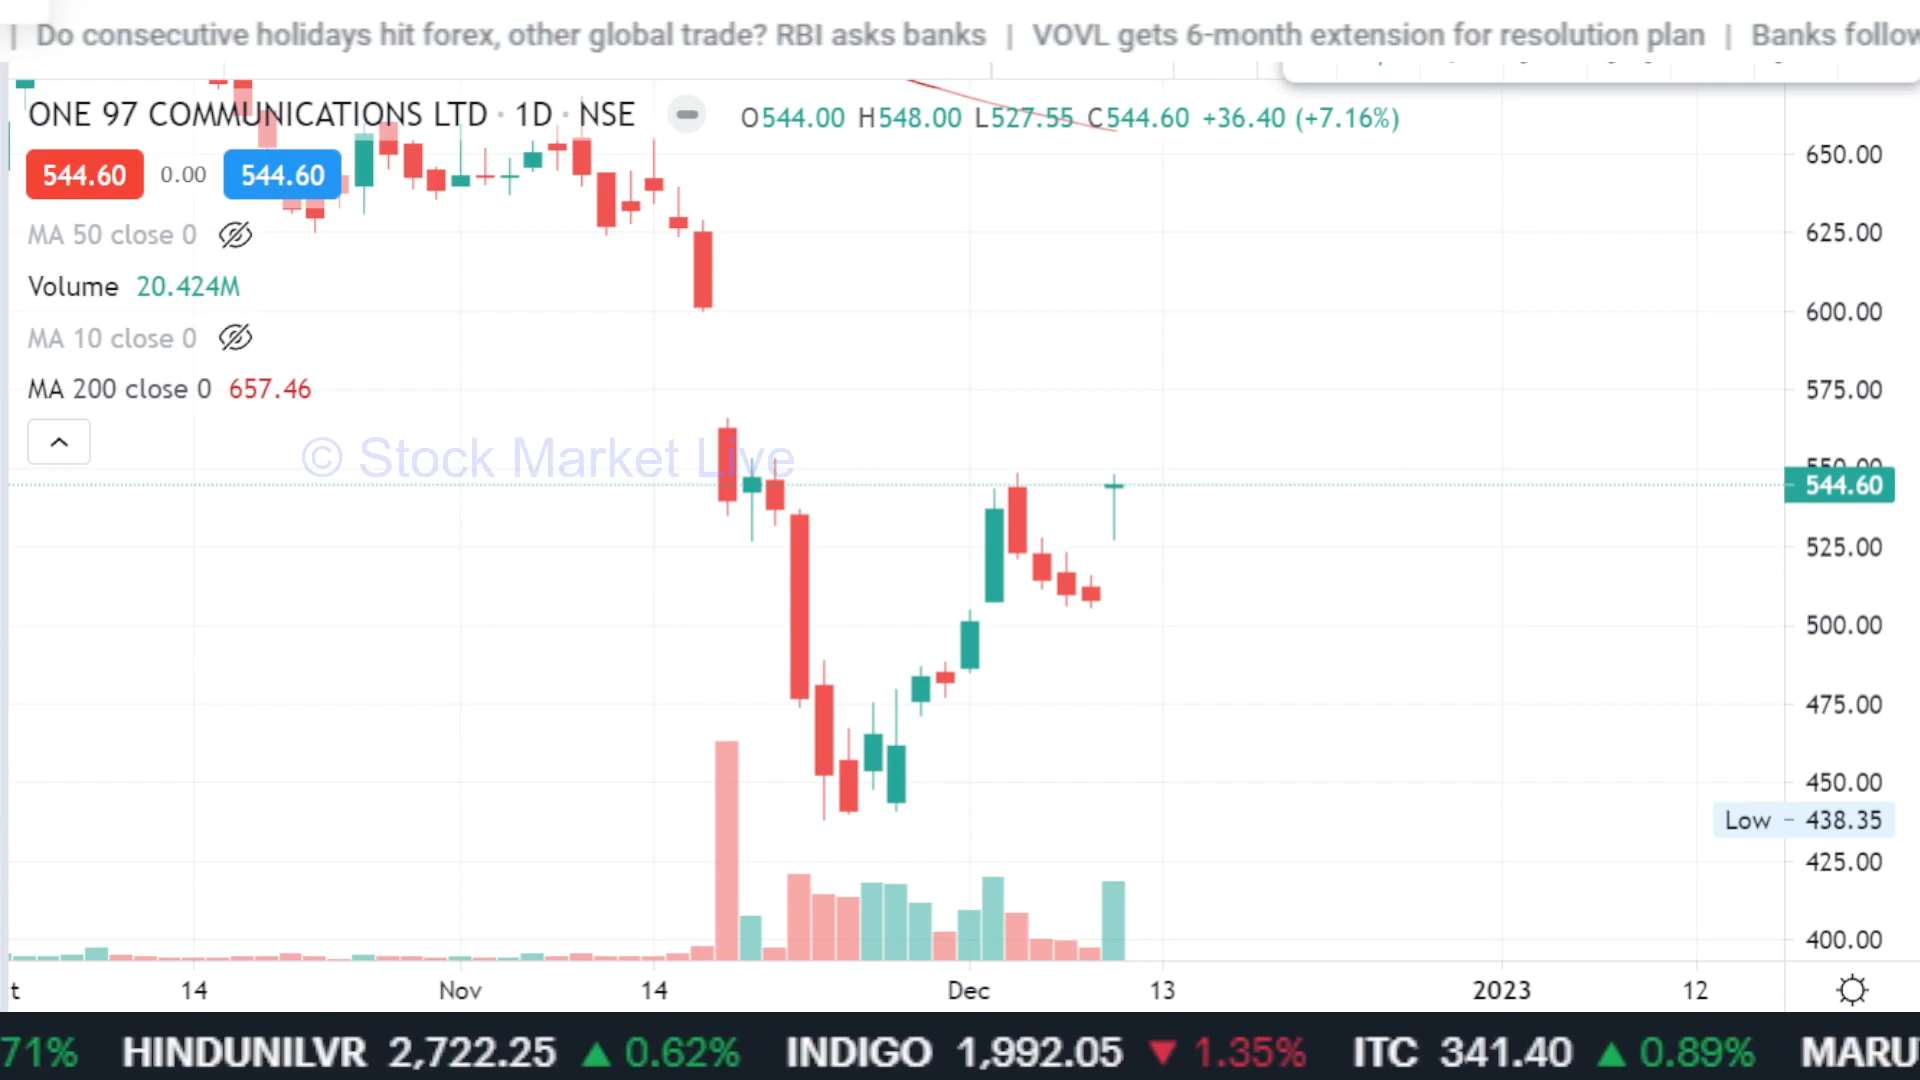 | Do consecutive holidays hit forex, other global trade? RBI asks banks | VOVL gets 6-month extension for resolution plan | Banks follow
ONE 97 COMMUNICATIONS LTD · 1D · NSE O544.00 H548.00 L527.55 C544.60 +36.40 (+7.16%)
544.60 0.00 544.60
MA 50 close 0
Volume 20.424M
MA 10 close 0
MA 200 close 0 657.46
© Stock Market Live
650.00
625.00
600.00
575.00
550.00
544.60
525.00
500.00
475.00
450.00
Low - 438.35
425.00
400.00
t 14 Nov 14 Dec 13 2023 12
71% HINDUNILVR 2,722.25 ▲ 0.62% INDIGO 1,992.05 ▼ 1.35% ITC 341.40 ▲ 0.89% MARU